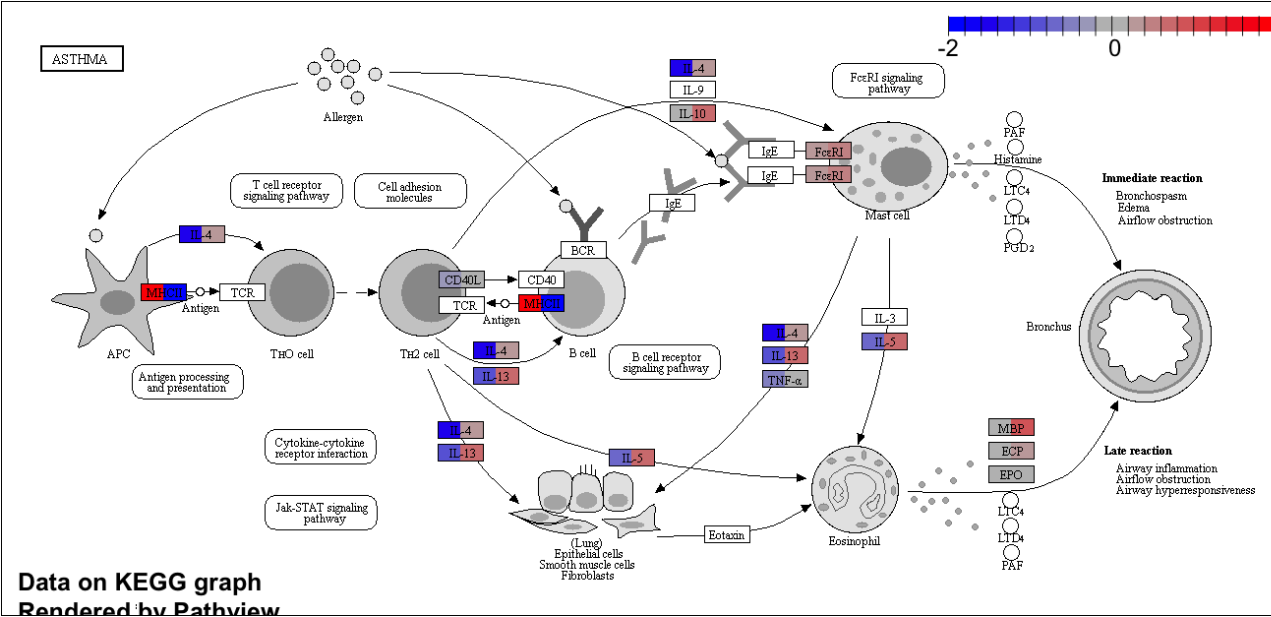 ASTHMA
Allergen
-2
0
IL-4
IL-9
IL-10
FcεRI signaling
pathway
PAF
Histamine
LTC4
LTD4
PGD2
IgE
FcεRI
IgE
FcεRI
Mast cell
Immediate reaction
Bronchospasm
Edema
Airflow obstruction
T cell receptor
signaling pathway
Cell adhesion
molecules
IgE
IL-4
BCR
MHCII
Antigen
TCR
CD40L
CD40
TCR
Antigen
MHCII
APC
TH0 cell
TH2 cell
B cell
IL-4
IL-13
B cell receptor
signaling pathway
IL-4
IL-13
TNF-α
IL-3
IL-5
Bronchus
Antigen processing
and presentation
Cytokine-cytokine
receptor interaction
Jak-STAT signaling
pathway
IL-4
IL-13
IL-5
(Lung)
Epithelial cells
Smooth muscle cells
Fibroblasts
Eotaxin
Eosinophil
MBP
ECP
EPO
LTC4
LTD4
PAF
Late reaction
Airway inflammation
Airflow obstruction
Airway hyperresponsiveness
Data on KEGG graph
Rendered by Pathview